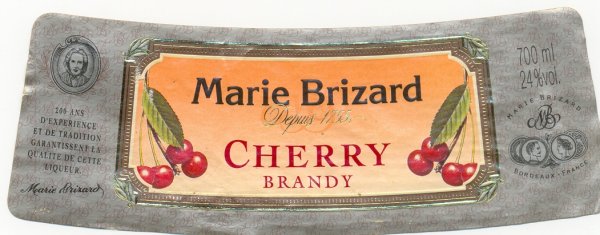 200 ANS
D'EXPERIENCE
ET DE TRADITION
GARANTISSENT LA
QUALITE DE CETTE
LIQUEUR.
Marie Brizard
Marie Brizard
Depuis 1755
CHERRY
BRANDY
700 ml
24%vol.
MARIE BRIZARD
BORDEAUX - FRANCE